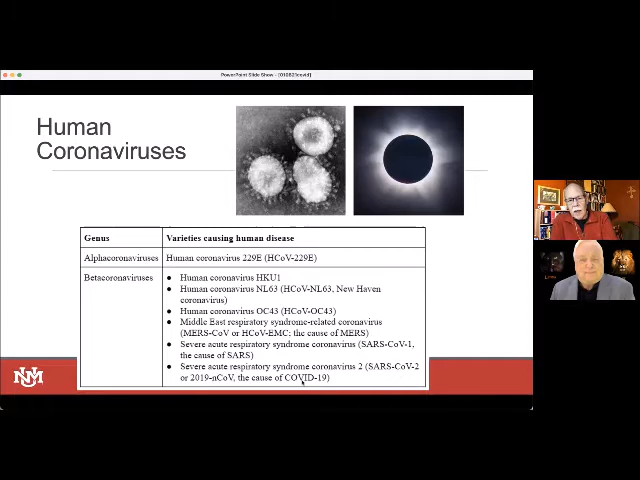 PowerPoint Slide Show - [010821covid]
Human
Coronaviruses
Genus
Varieties causing human disease
Alphacoronaviruses
Human coronavirus 229E (HCoV-229E)
Betacoronaviruses
● Human coronavirus HKU1
● Human coronavirus NL63 (HCoV-NL63, New Haven
coronavirus)
● Human coronavirus OC43 (HCoV-OC43)
● Middle East respiratory syndrome-related coronavirus
(MERS-CoV or HCoV-EMC; the cause of MERS)
● Severe acute respiratory syndrome coronavirus (SARS-CoV-1,
the cause of SARS)
● Severe acute respiratory syndrome coronavirus 2 (SARS-CoV-2
or 2019-nCoV, the cause of COVID-19)